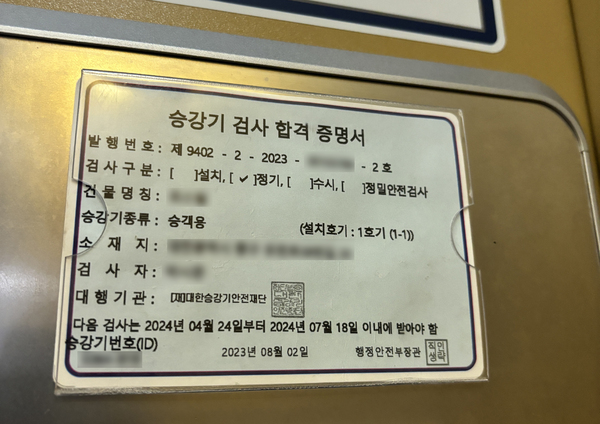 승강기 검사 합격 증명서
발 행 번 호 : 제 9402 - 2 - 2023 - - 2 호
검 사 구 분 : [ ]설치, [ ✓ ]정기, [ ]수시, [ ]정밀안전검사
건 물 명 칭 :
승강기종류 : 승객용 (설치호기 : 1호기 (1-1))
소 재 지 :
검 사 자 :
대 행 기 관 : [재]대한승강기안전재단
다음 검사는 2024년 04월 24일부터 2024년 07월 18일 이내에 받아야 함
승강기번호(ID)
2023년 08월 02일 행정안전부장관